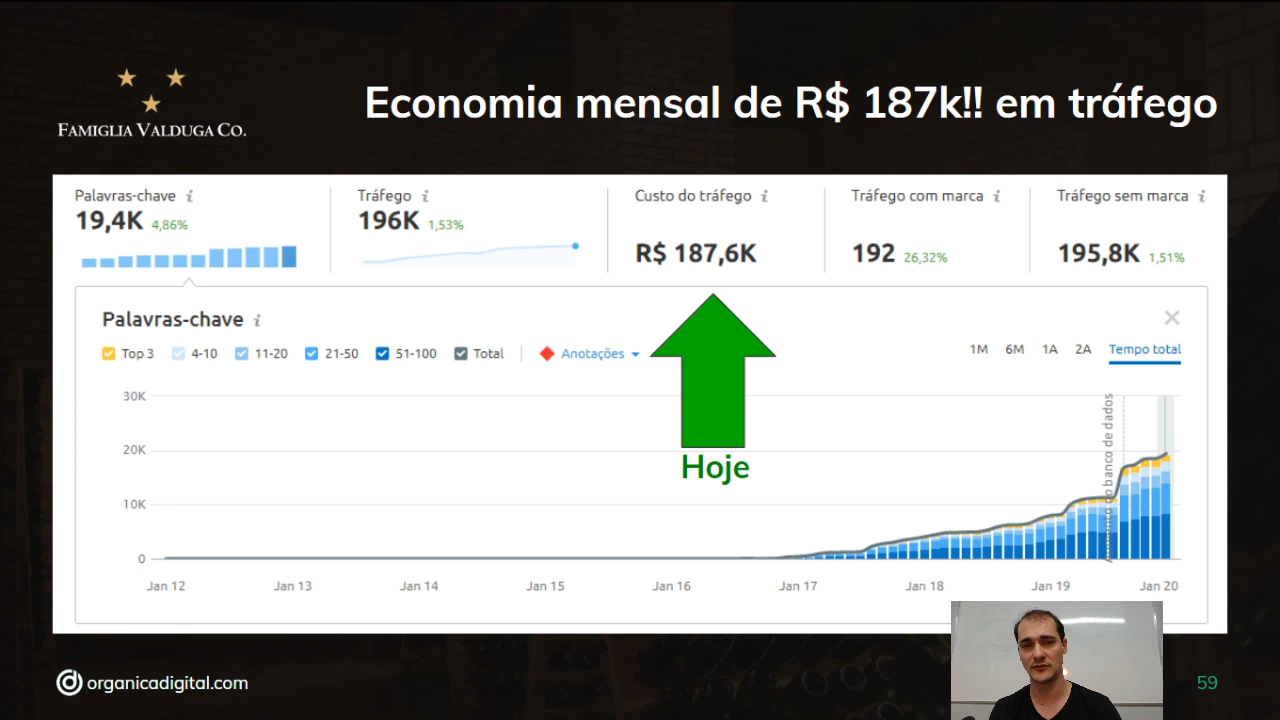 FAMIGLIA VALDUGA CO.
Economia mensal de R$ 187k!! em tráfego
Palavras-chave i
19,4K 4,86%
Tráfego i
196K 1,53%
Custo do tráfego i
R$ 187,6K
Tráfego com marca i
192 26,32%
Tráfego sem marca i
195,8K 1,51%
Palavras-chave i
Top 3 4-10 11-20 21-50 51-100 Total Anotações
1M 6M 1A 2A Tempo total
30K
20K
10K
0
Hoje
do banco de dados
Jan 12 Jan 13 Jan 14 Jan 15 Jan 16 Jan 17 Jan 18 Jan 19 Jan 20
organicadigital.com
59